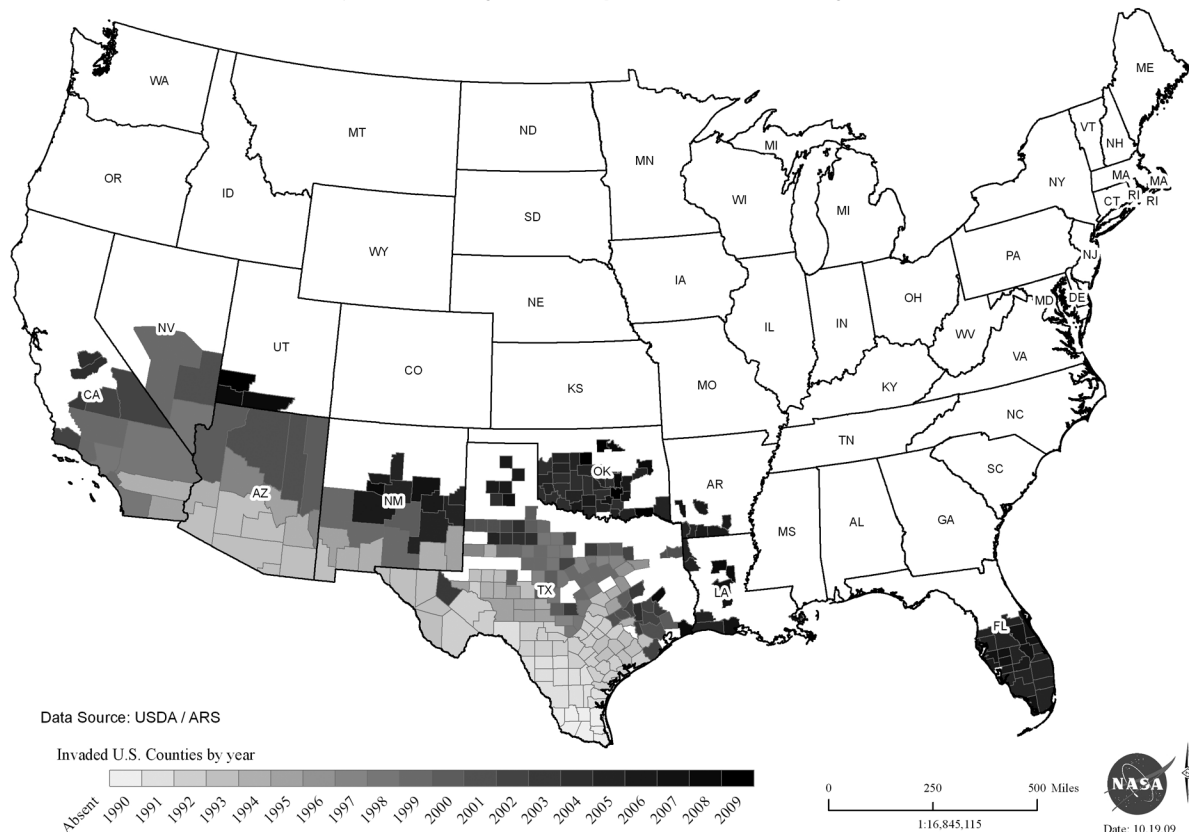 WA
MT
ND
MN
ME
OR
ID
SD
WI
MI
MI
NY
VT
NH
MA
MA
CT
RI
RI
WY
NE
IA
PA
NJ
NV
UT
CO
KS
MO
IL
IN
OH
WV
MD
DE
VA
CA
KY
NC
TN
AZ
NM
OK
AR
SC
TX
LA
MS
AL
GA
FL
Data Source: USDA / ARS
Invaded U.S. Counties by year
Absent 1990 1991 1992 1993 1994 1995 1996 1997 1998 1999 2000 2001 2002 2003 2004 2005 2006 2007 2008 2009
0 250 500 Miles
1:16,845,115
NASA
Date: 10.19.09